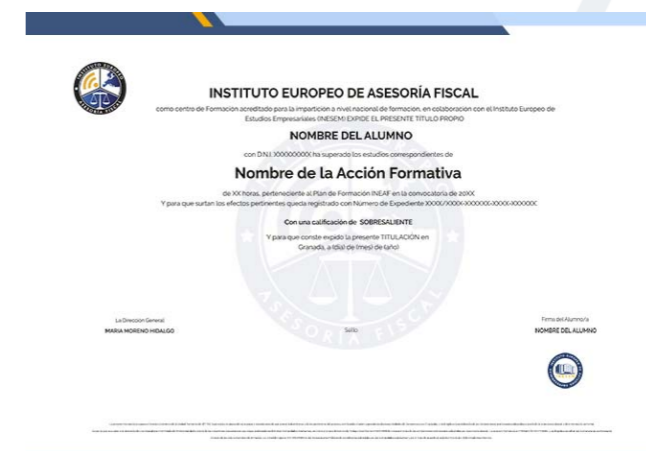 INSTITUTO EUROPEO DE ASESORÍA FISCAL
como centro de Formación acreditado para la impartición a nivel nacional de formación, en colaboración con el Instituto Europeo de
Estudios Empresariales (INESEM) EXPIDE EL PRESENTE TÍTULO PROPIO
NOMBRE DEL ALUMNO
con D.N.I. XXXXXXXXX ha superado los estudios correspondientes de
Nombre de la Acción Formativa
de XX horas, perteneciente al Plan de Formación INEAF en la convocatoria de 20XX
Y para que surtan los efectos pertinentes queda registrado con Número de Expediente XXXX/XXXX-XXXXXX-XXXX-XXXXXX
Con una calificación de SOBRESALIENTE
Y para que conste expido la presente TITULACIÓN en
Granada, a (día) de (mes) de (año)
ASESORÍA FISCAL
La Dirección General
MARIA MORENO HIDALGO
Sello
Firma del Alumno/a
NOMBRE DEL ALUMNO